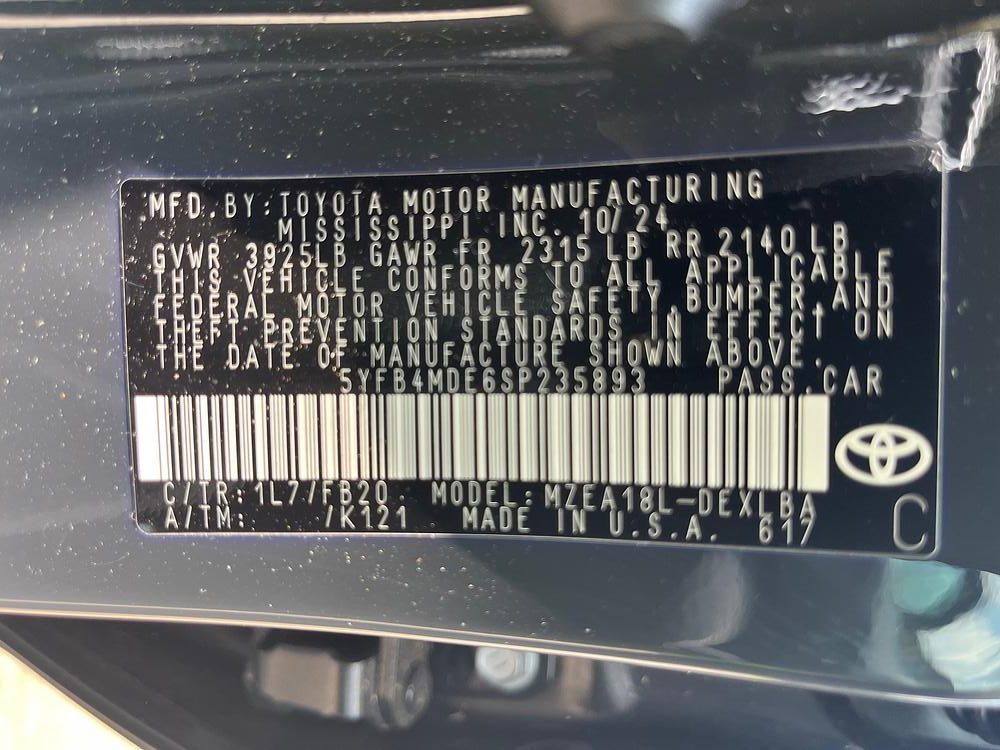 MFD. BY: TOYOTA MOTOR MANUFACTURING
MISSISSIPPI INC. 10/24
GVWR 3925LB GAWR FR 2315 LB RR 2140 LB
THIS VEHICLE CONFORMS TO ALL APPLICABLE
FEDERAL MOTOR VEHICLE SAFETY, BUMPER, AND
THEFT PREVENTION STANDARDS IN EFFECT ON
THE DATE OF MANUFACTURE SHOWN ABOVE.
5YFB4MDE6SP235893 PASS. CAR
C/TR: 1L7/FB20 MODEL: MZEA18L-DEXLBA
A/TM: /K121 MADE IN U.S.A. 617
C